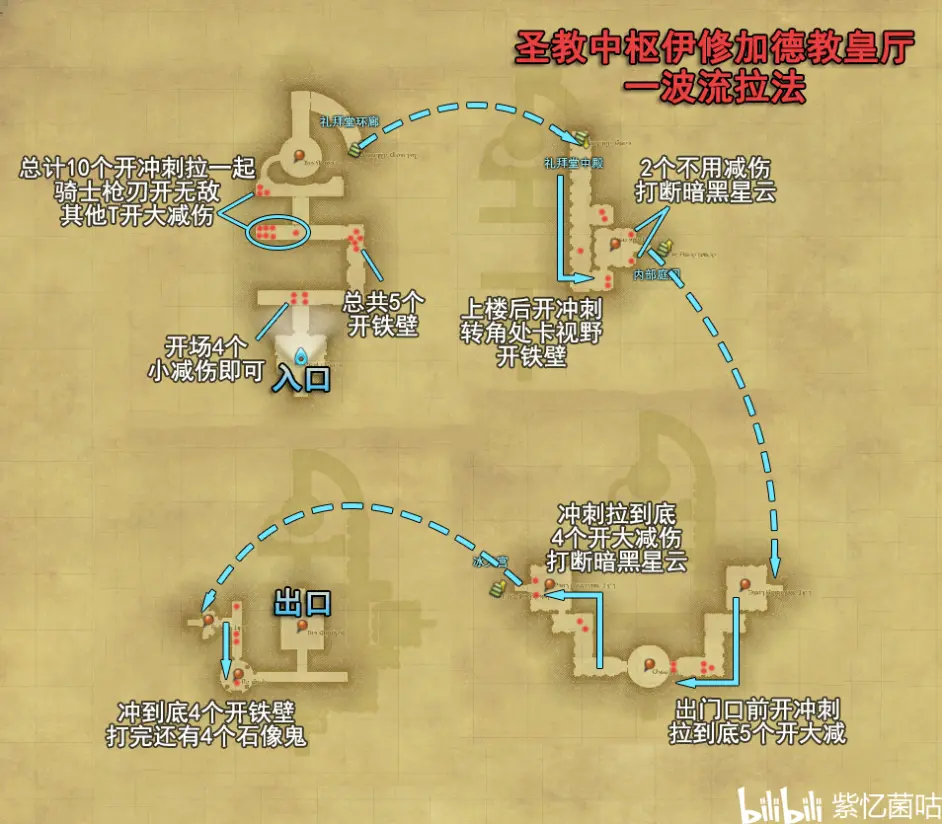 圣教中枢伊修加德教皇厅
一波流拉法
礼拜堂环廊
总计10个开冲刺拉一起
骑士枪刃开无敌
其他T开大减伤
总共5个
开铁壁
开场4个
小减伤即可
入口
礼拜堂中殿
2个不用减伤
打断暗黑星云
内部庭
上楼后开冲刺
转角处卡视野
开铁壁
冲刺拉到底
4个开大减伤
打断暗黑星云
出门口前开冲刺
拉到底5个开大减
出口
冲到底4个开铁壁
打完还有4个石像鬼
bilibili 紫忆菌咕